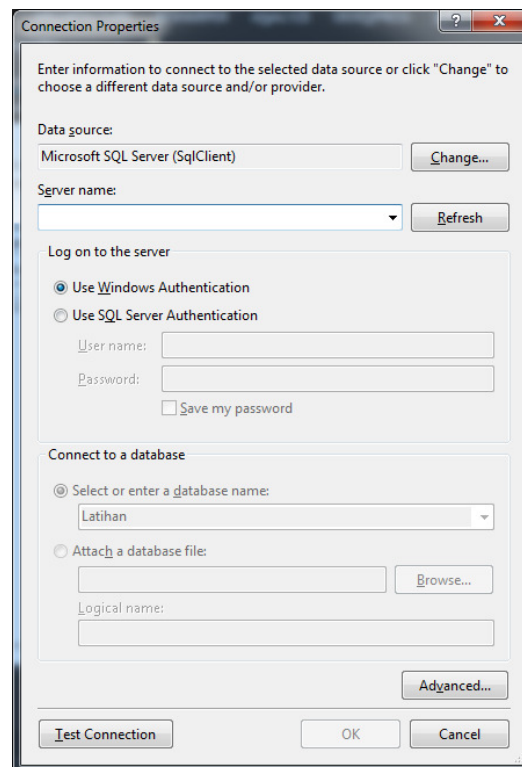 Connection Properties
Enter information to connect to the selected data source or click "Change" to
choose a different data source and/or provider.
Data source:
Microsoft SQL Server (SqlClient)
Change...
Server name:
Refresh
Log on to the server
Use Windows Authentication
Use SQL Server Authentication
User name:
Password:
Save my password
Connect to a database
Select or enter a database name:
Latihan
Attach a database file:
Browse...
Logical name:
Advanced...
Test Connection
OK
Cancel